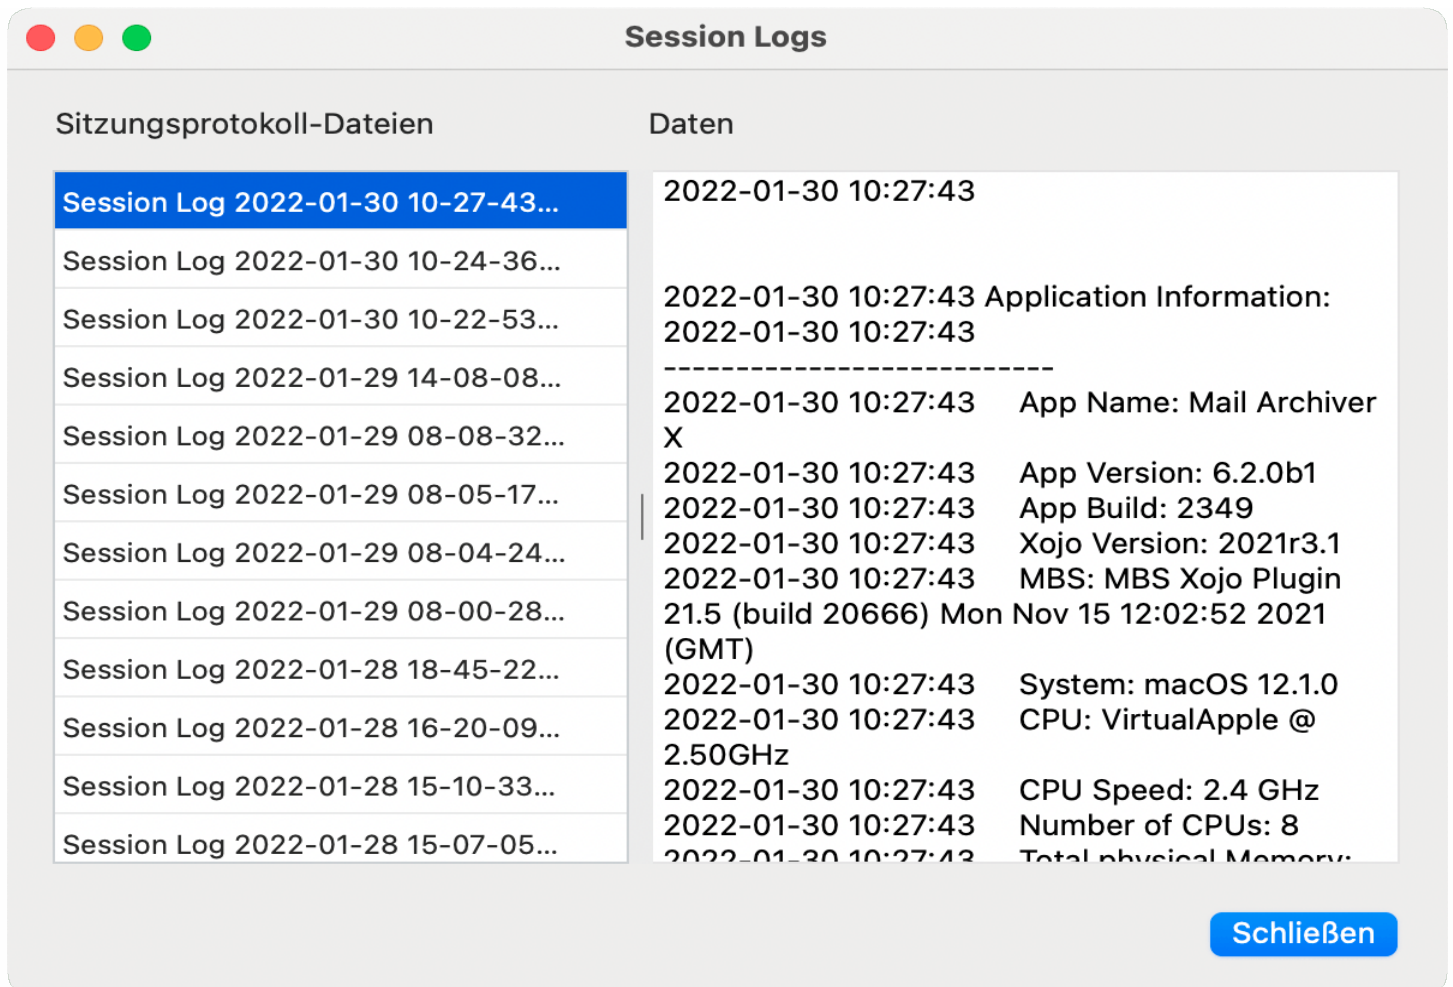 Session Logs
Sitzungsprotokoll-Dateien
Session Log 2022-01-30 10-27-43...
Session Log 2022-01-30 10-24-36...
Session Log 2022-01-30 10-22-53...
Session Log 2022-01-29 14-08-08...
Session Log 2022-01-29 08-08-32...
Session Log 2022-01-29 08-05-17...
Session Log 2022-01-29 08-04-24...
Session Log 2022-01-29 08-00-28...
Session Log 2022-01-28 18-45-22...
Session Log 2022-01-28 16-20-09...
Session Log 2022-01-28 15-10-33...
Session Log 2022-01-28 15-07-05...
Daten
2022-01-30 10:27:43
2022-01-30 10:27:43 Application Information:
2022-01-30 10:27:43
---------------------------
2022-01-30 10:27:43 App Name: Mail Archiver
X
2022-01-30 10:27:43 App Version: 6.2.0b1
2022-01-30 10:27:43 App Build: 2349
2022-01-30 10:27:43 Xojo Version: 2021r3.1
2022-01-30 10:27:43 MBS: MBS Xojo Plugin
21.5 (build 20666) Mon Nov 15 12:02:52 2021
(GMT)
2022-01-30 10:27:43 System: macOS 12.1.0
2022-01-30 10:27:43 CPU: VirtualApple @
2.50GHz
2022-01-30 10:27:43 CPU Speed: 2.4 GHz
2022-01-30 10:27:43 Number of CPUs: 8
2022-01-30 10:27:43 Total physical Memory:
Schließen